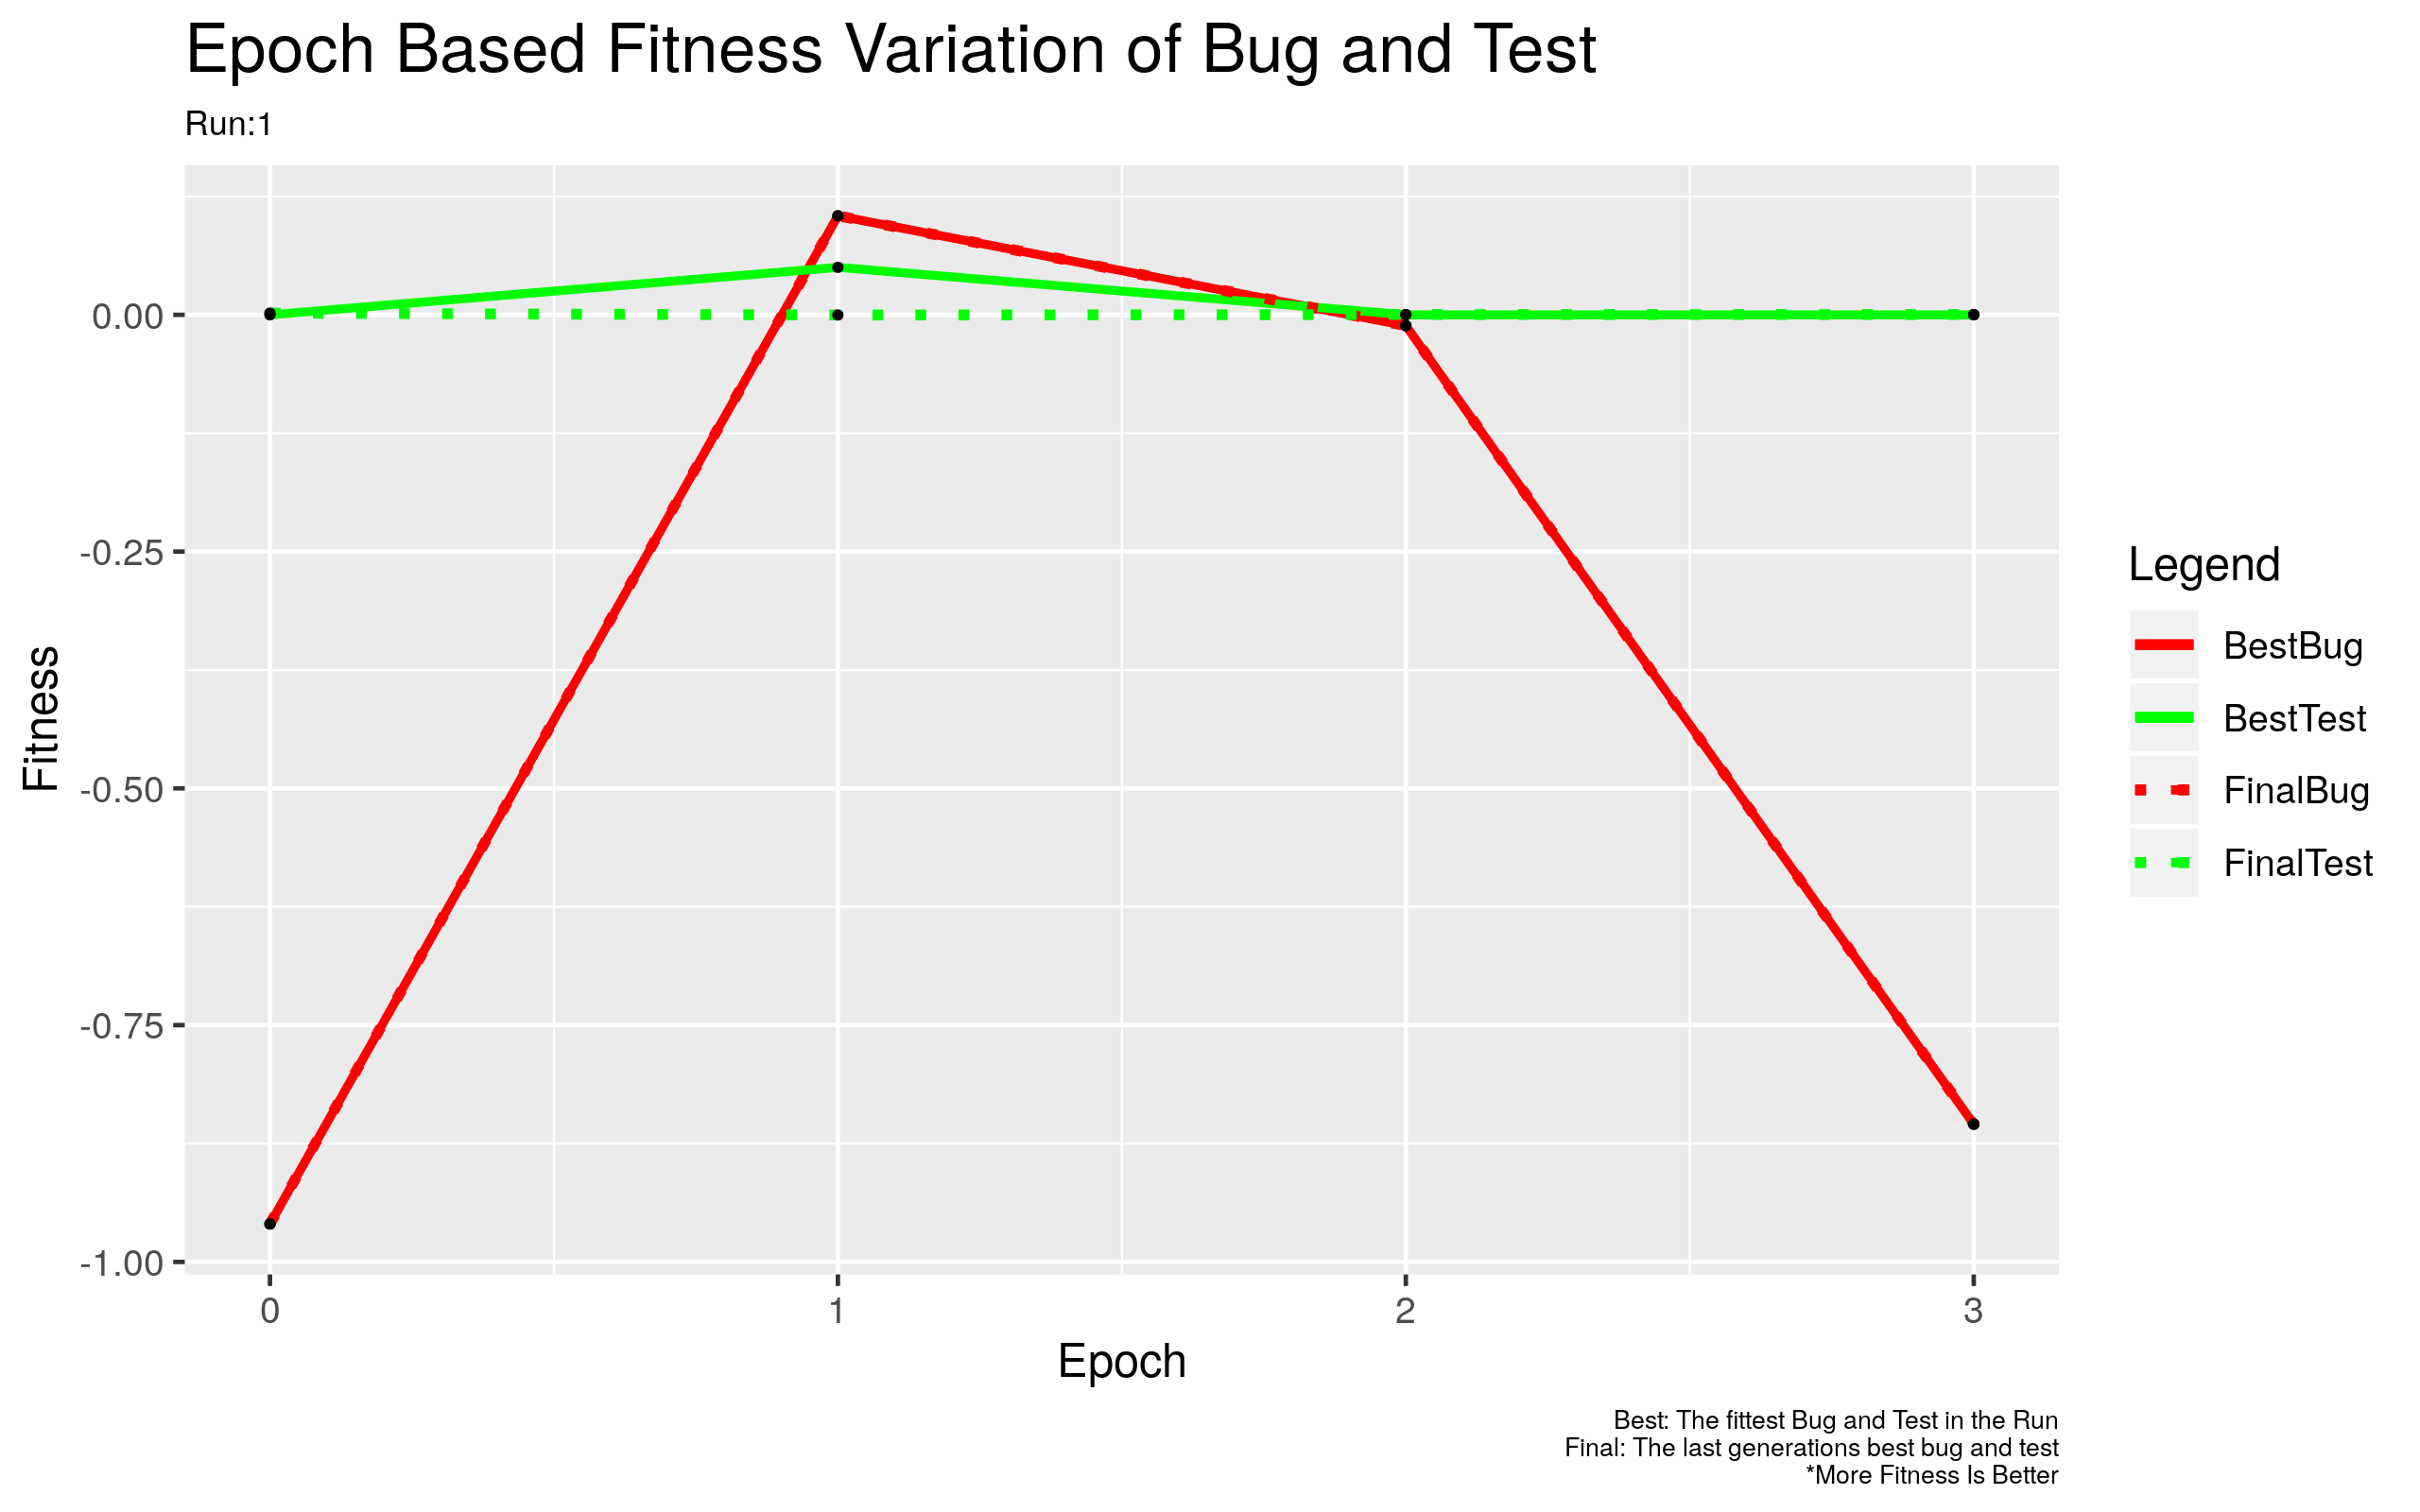 Epoch Based Fitness Variation of Bug and Test
Run:1
0.00
-0.25
-0.50
-0.75
-1.00
Fitness
0
1
2
3
Epoch
Legend
BestBug
BestTest
FinalBug
FinalTest
Best: The fittest Bug and Test in the Run
Final: The last generations best bug and test
*More Fitness Is Better